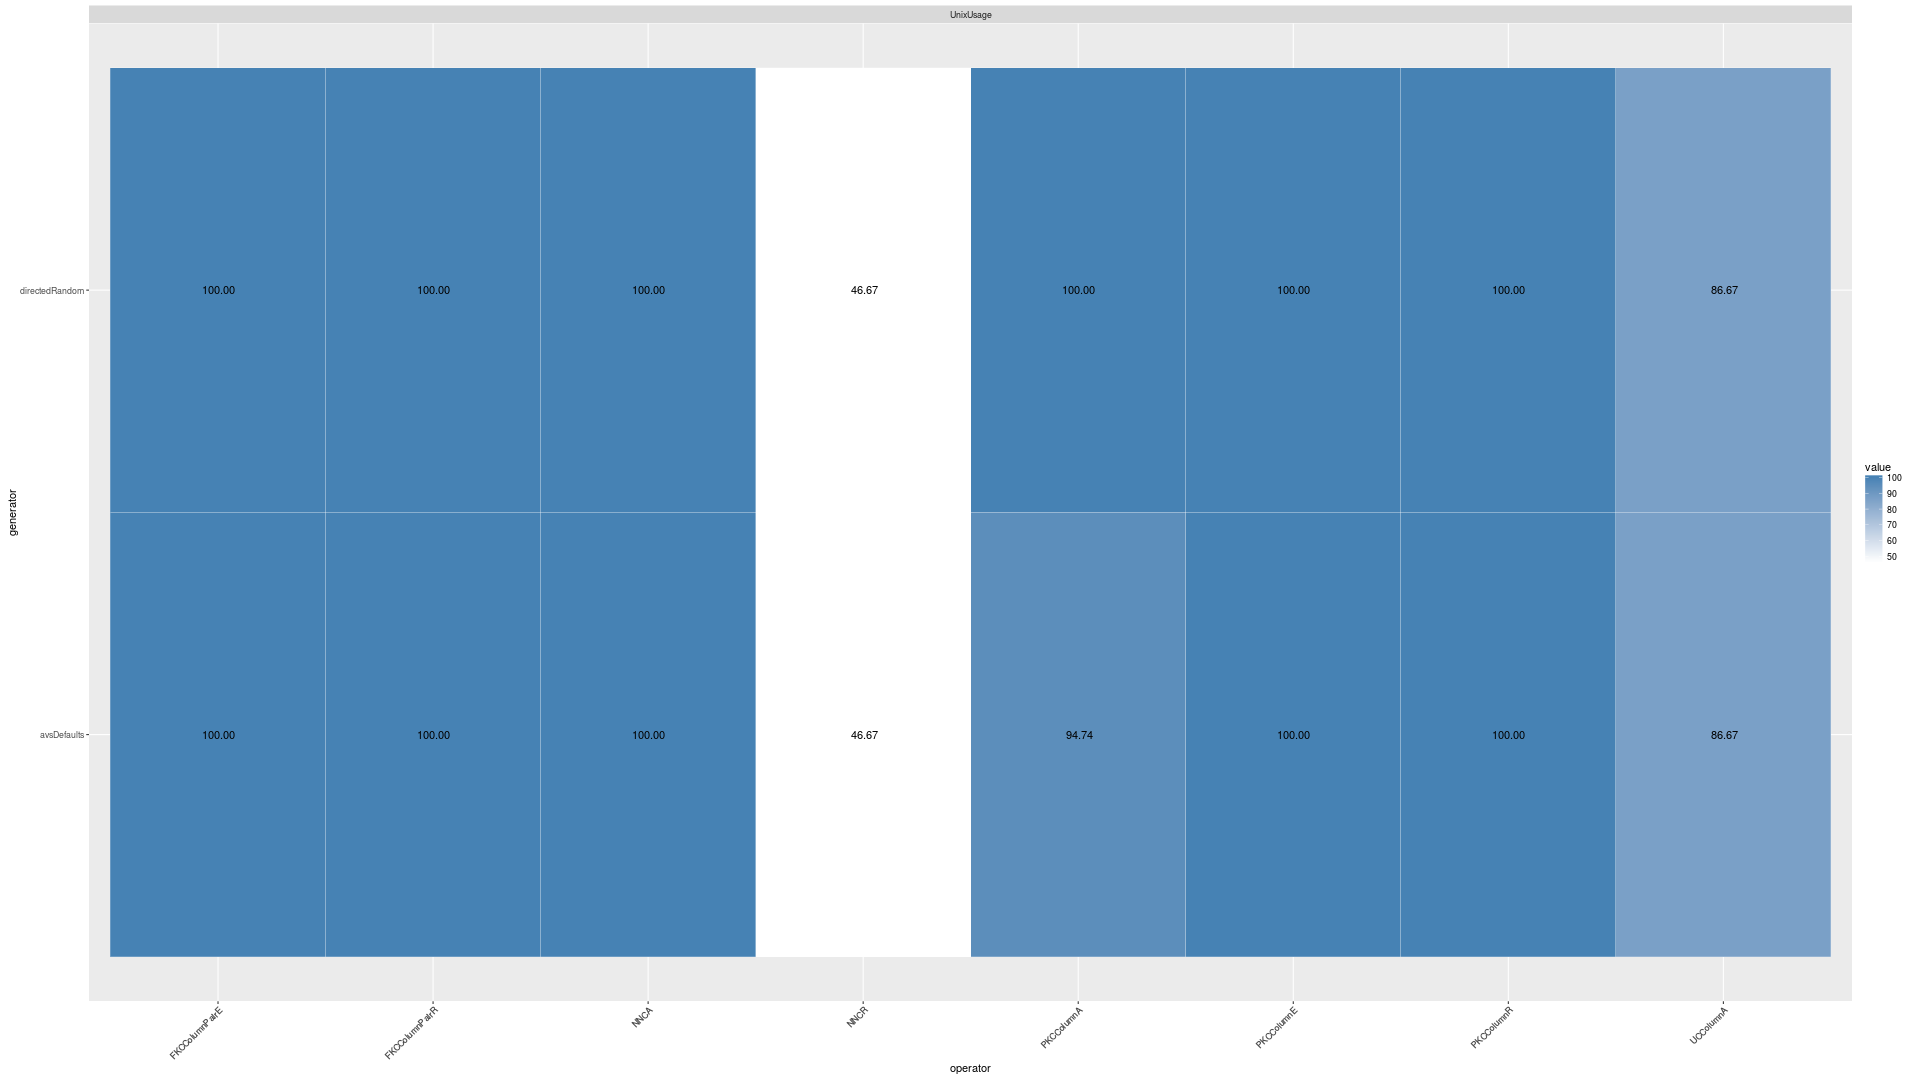 UnixUsage
directedRandom
100.00 100.00 100.00 46.67 100.00 100.00 100.00 86.67
avsDefaults
100.00 100.00 100.00 46.67 94.74 100.00 100.00 86.67
generator
FKCColumnPairE FKCColumnPairR NNCA NNCR PKCColumnA PKCColumnE PKCColumnR UCColumnA
operator
value
100
90
80
70
60
50